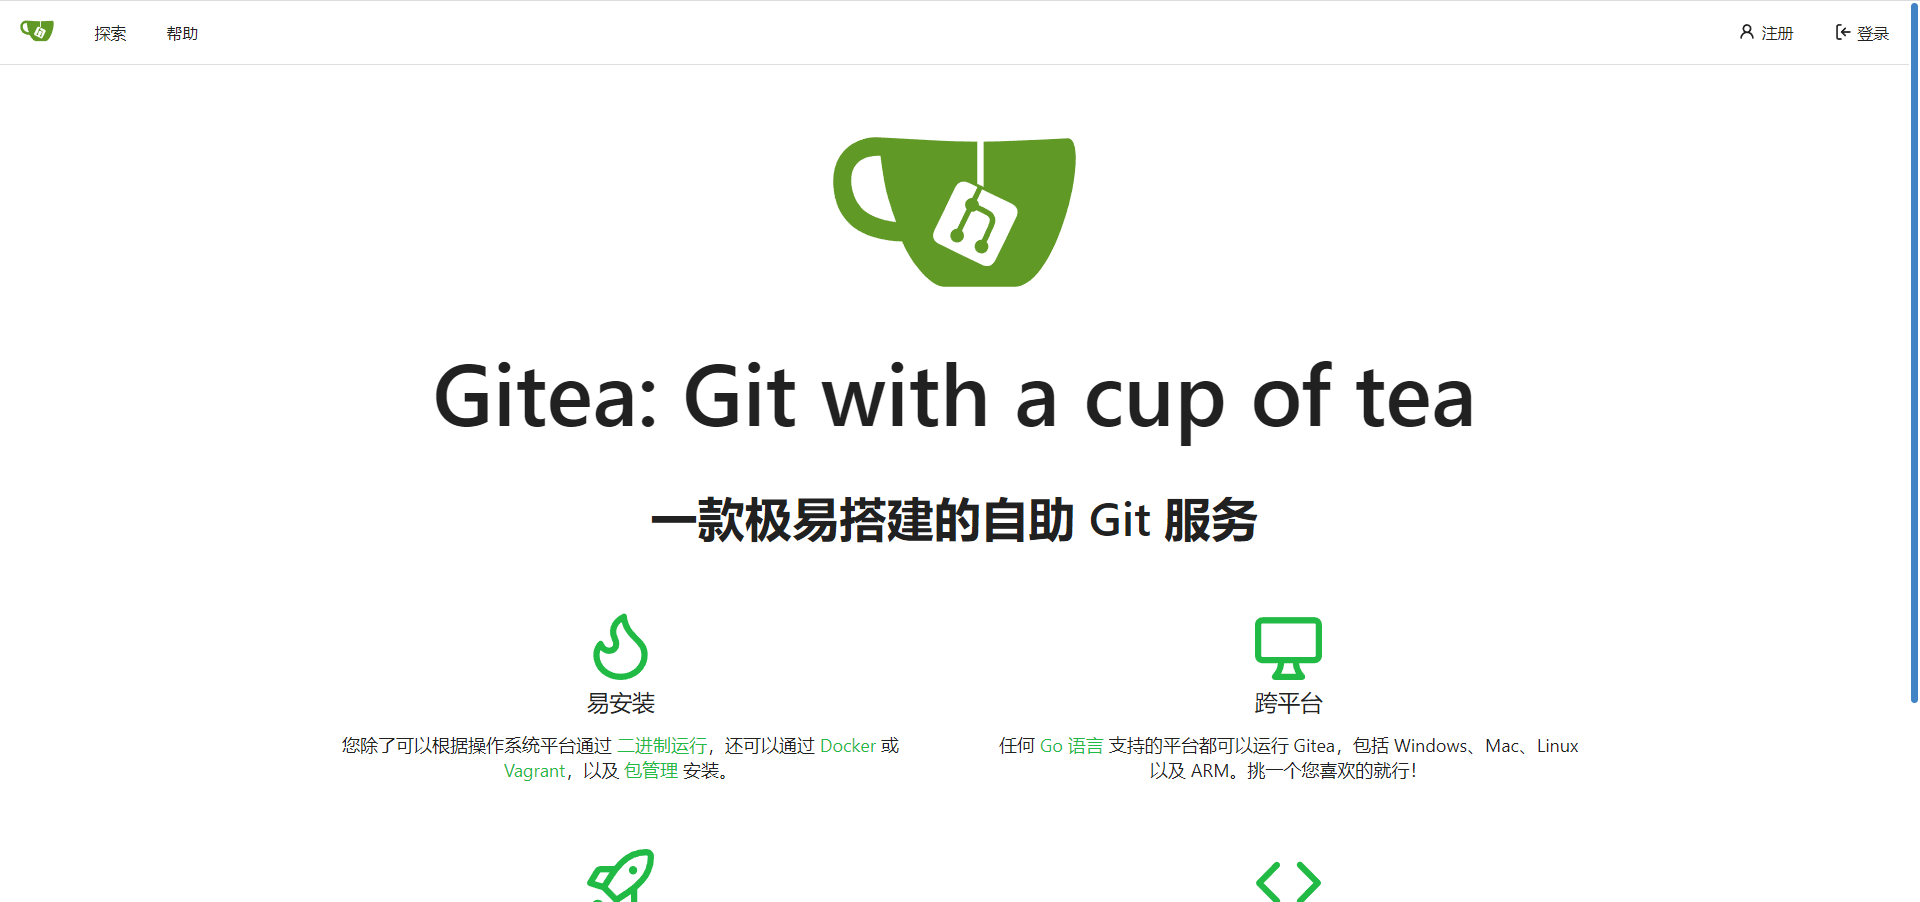 探索 帮助 注册 登录
Gitea: Git with a cup of tea
一款极易搭建的自助 Git 服务
易安装
您除了可以根据操作系统平台通过 二进制运行，还可以通过 Docker 或
Vagrant，以及 包管理 安装。
跨平台
任何 Go 语言 支持的平台都可以运行 Gitea，包括 Windows、Mac、Linux
以及 ARM。挑一个您喜欢的就行！